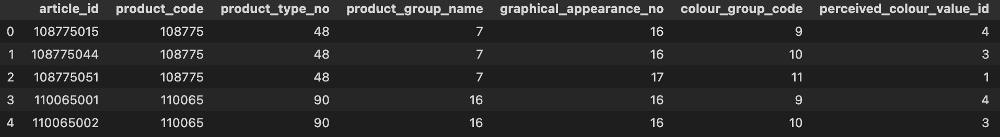 article_id product_code product_type_no product_group_name graphical_appearance_no colour_group_code perceived_colour_value_id
0 108775015 108775 48 7 16 9 4
1 108775044 108775 48 7 16 10 3
2 108775051 108775 48 7 17 11 1
3 110065001 110065 90 16 16 9 4
4 110065002 110065 90 16 16 10 3